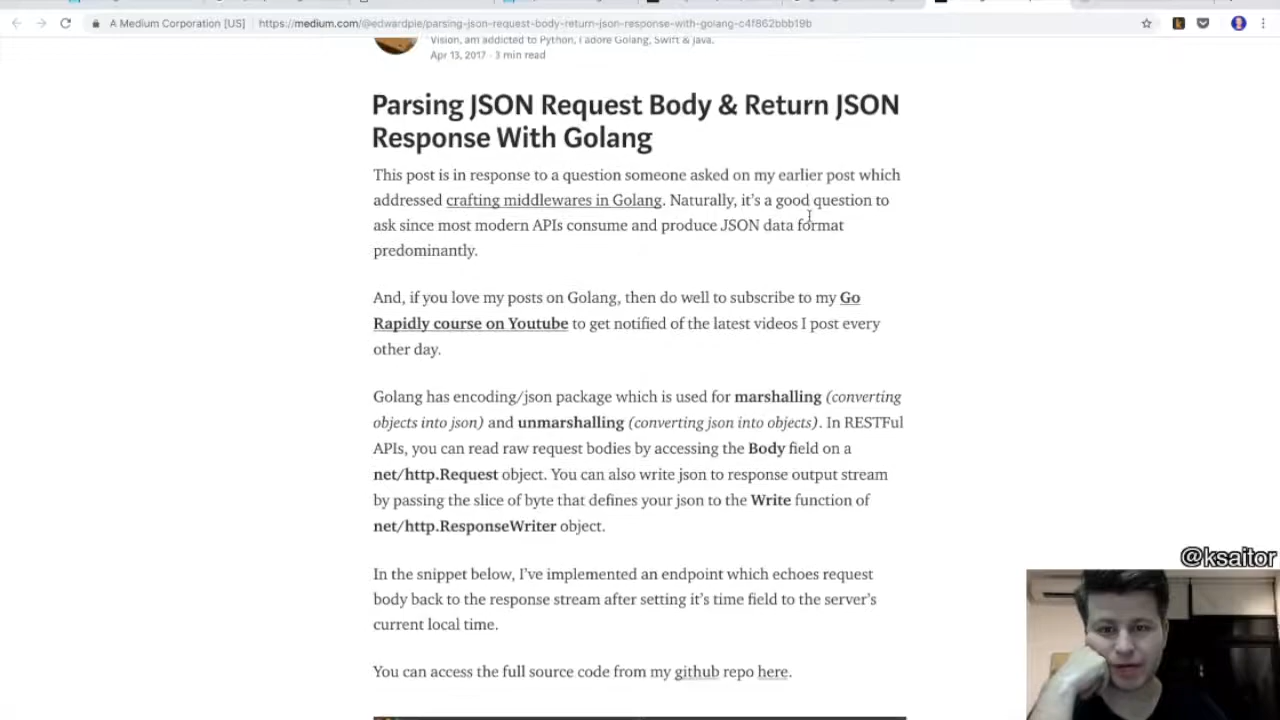 A Medium Corporation [US]
https://medium.com/@edwardpie/parsing-json-request-body-return-json-response-with-golang-c4f862bbb19b
Vision, am addicted to Python, I adore Golang, Swift & Java.
Apr 13, 2017 · 3 min read
Parsing JSON Request Body & Return JSON
Response With Golang
This post is in response to a question someone asked on my earlier post which
addressed crafting middlewares in Golang. Naturally, it's a good question to
ask since most modern APIs consume and produce JSON data format
predominantly.
And, if you love my posts on Golang, then do well to subscribe to my Go
Rapidly course on Youtube to get notified of the latest videos I post every
other day.
Golang has encoding/json package which is used for marshalling (converting
objects into json) and unmarshalling (converting json into objects). In RESTFul
APIs, you can read raw request bodies by accessing the Body field on a
net/http.Request object. You can also write json to response output stream
by passing the slice of byte that defines your json to the Write function of
net/http.ResponseWriter object.
In the snippet below, I've implemented an endpoint which echoes request
body back to the response stream after setting it's time field to the server's
current local time.
You can access the full source code from my github repo here.
@ksaitor